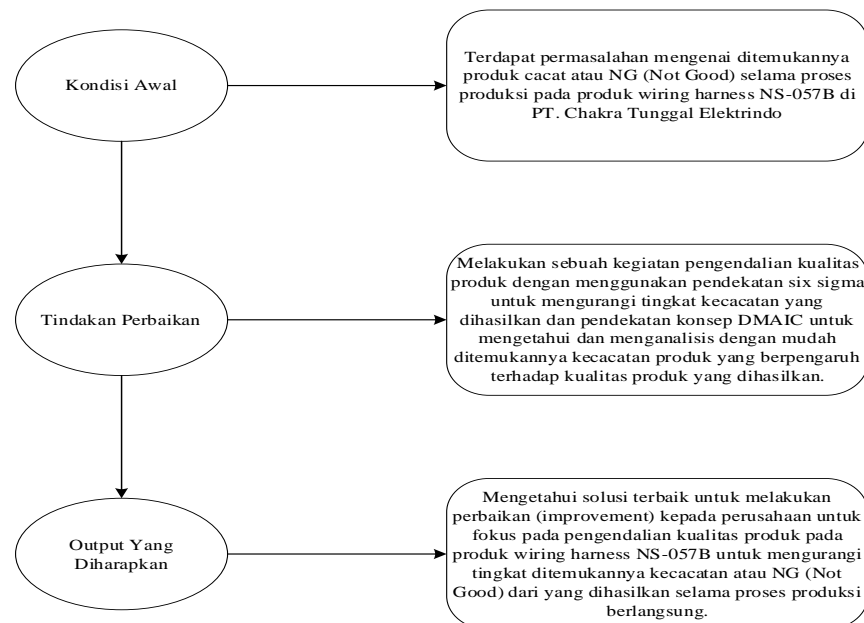 Kondisi Awal
Terdapat permasalahan mengenai ditemukannya
produk cacat atau NG (Not Good) selama proses
produksi pada produk wiring harness NS-057B di
PT. Chakra Tunggal Elektrindo
Tindakan Perbaikan
Melakukan sebuah kegiatan pengendalian kualitas
produk dengan menggunakan pendekatan six sigma
untuk mengurangi tingkat kecacatan yang
dihasilkan dan pendekatan konsep DMAIC untuk
mengetahui dan menganalisis dengan mudah
ditemukannya kecacatan produk yang berpengaruh
terhadap kualitas produk yang dihasilkan.
Output Yang
Diharapkan
Mengetahui solusi terbaik untuk melakukan
perbaikan (improvement) kepada perusahaan untuk
fokus pada pengendalian kualitas produk pada
produk wiring harness NS-057B untuk mengurangi
tingkat ditemukannya kecacatan atau NG (Not
Good) dari yang dihasilkan selama proses produksi
berlangsung.